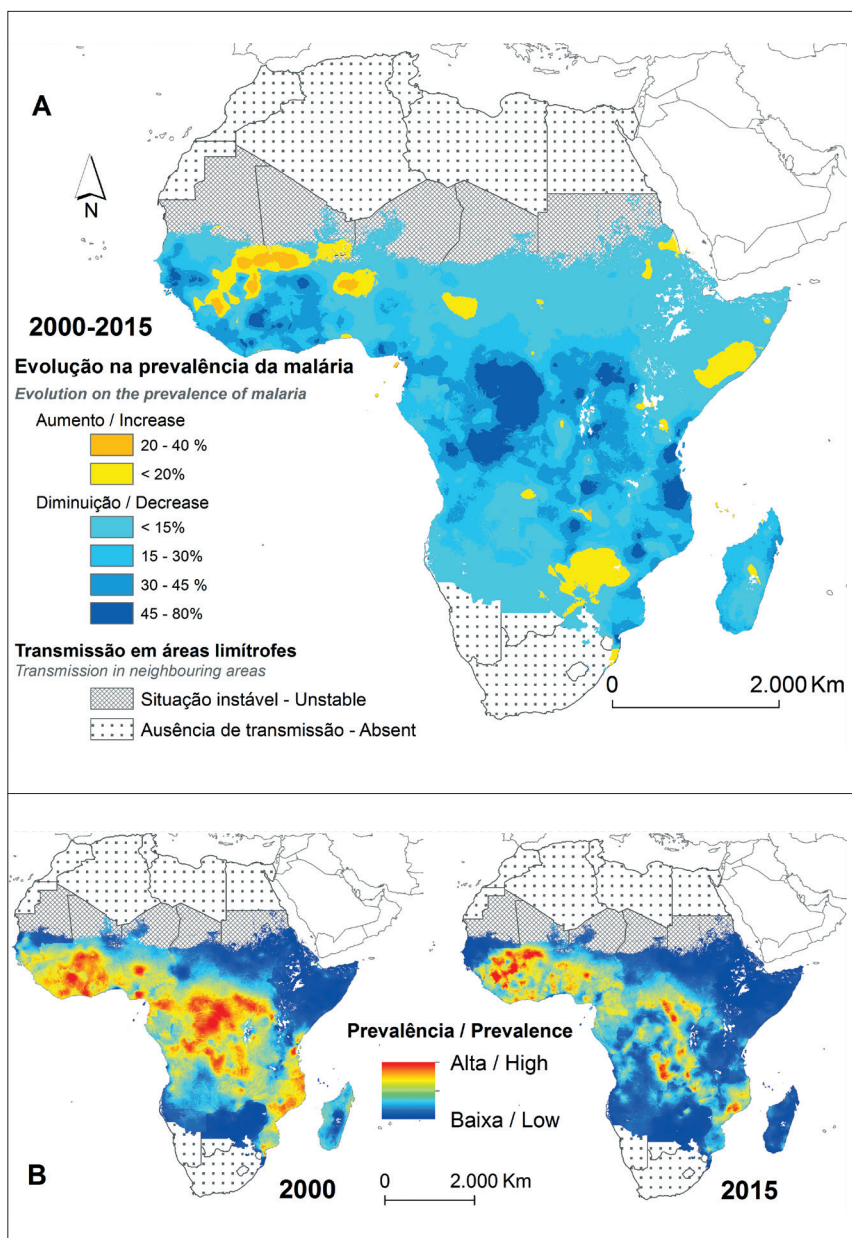 A
N
2000-2015
Evolução na prevalência da malária
Evolution on the prevalence of malaria
Aumento / Increase
20 - 40 %
< 20%
Diminuição / Decrease
< 15%
15 - 30%
30 - 45 %
45 - 80%
Transmissão em áreas limítrofes
Transmission in neighbouring areas
Situação instável - Unstable
Ausência de transmissão - Absent
0 2.000 Km
Prevalência / Prevalence
Alta / High
Baixa / Low
B
2000
0 2.000 Km
2015